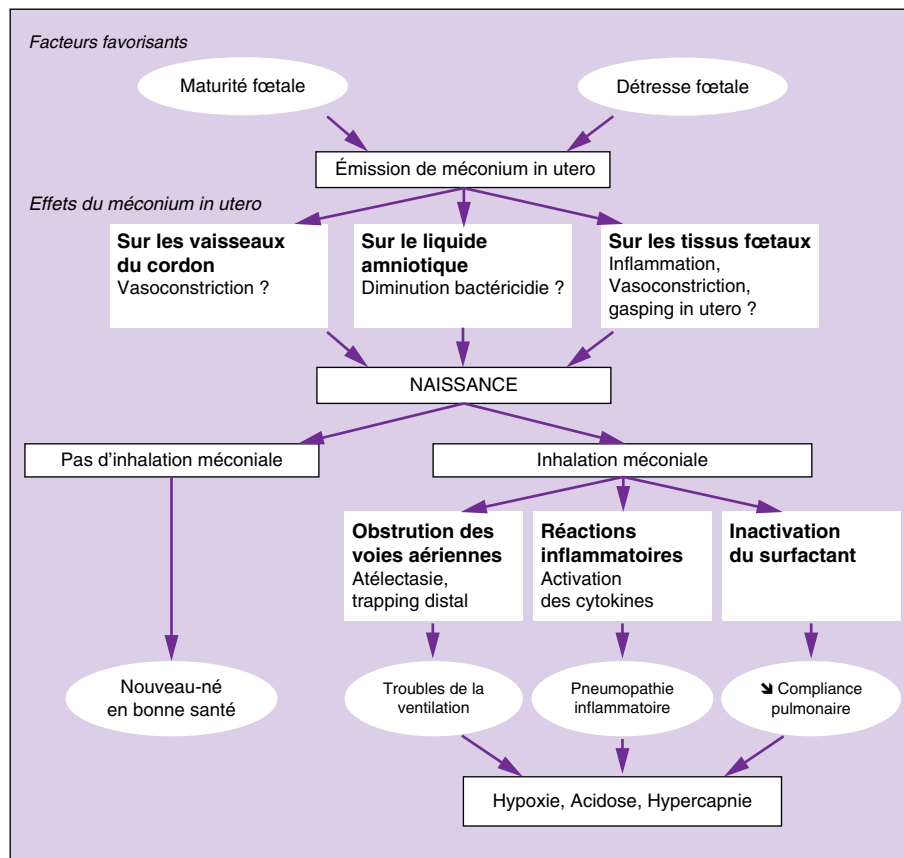 Facteurs favorisants
Maturité fœtale
Détresse fœtale
Émission de méconium in utero
Effets du méconium in utero
Sur les vaisseaux
du cordon
Vasoconstriction ?
Sur le liquide
amniotique
Diminution bactéricidie ?
Sur les tissus fœtaux
Inflammation,
Vasoconstriction,
gasping in utero ?
NAISSANCE
Pas d'inhalation méconiale
Inhalation méconiale
Obstrution des
voies aériennes
Atélectasie,
trapping distal
Réactions
inflammatoires
Activation
des cytokines
Inactivation
du surfactant
Nouveau-né
en bonne santé
Troubles de la
ventilation
Pneumopathie
inflammatoire
➘ Compliance
pulmonaire
Hypoxie, Acidose, Hypercapnie